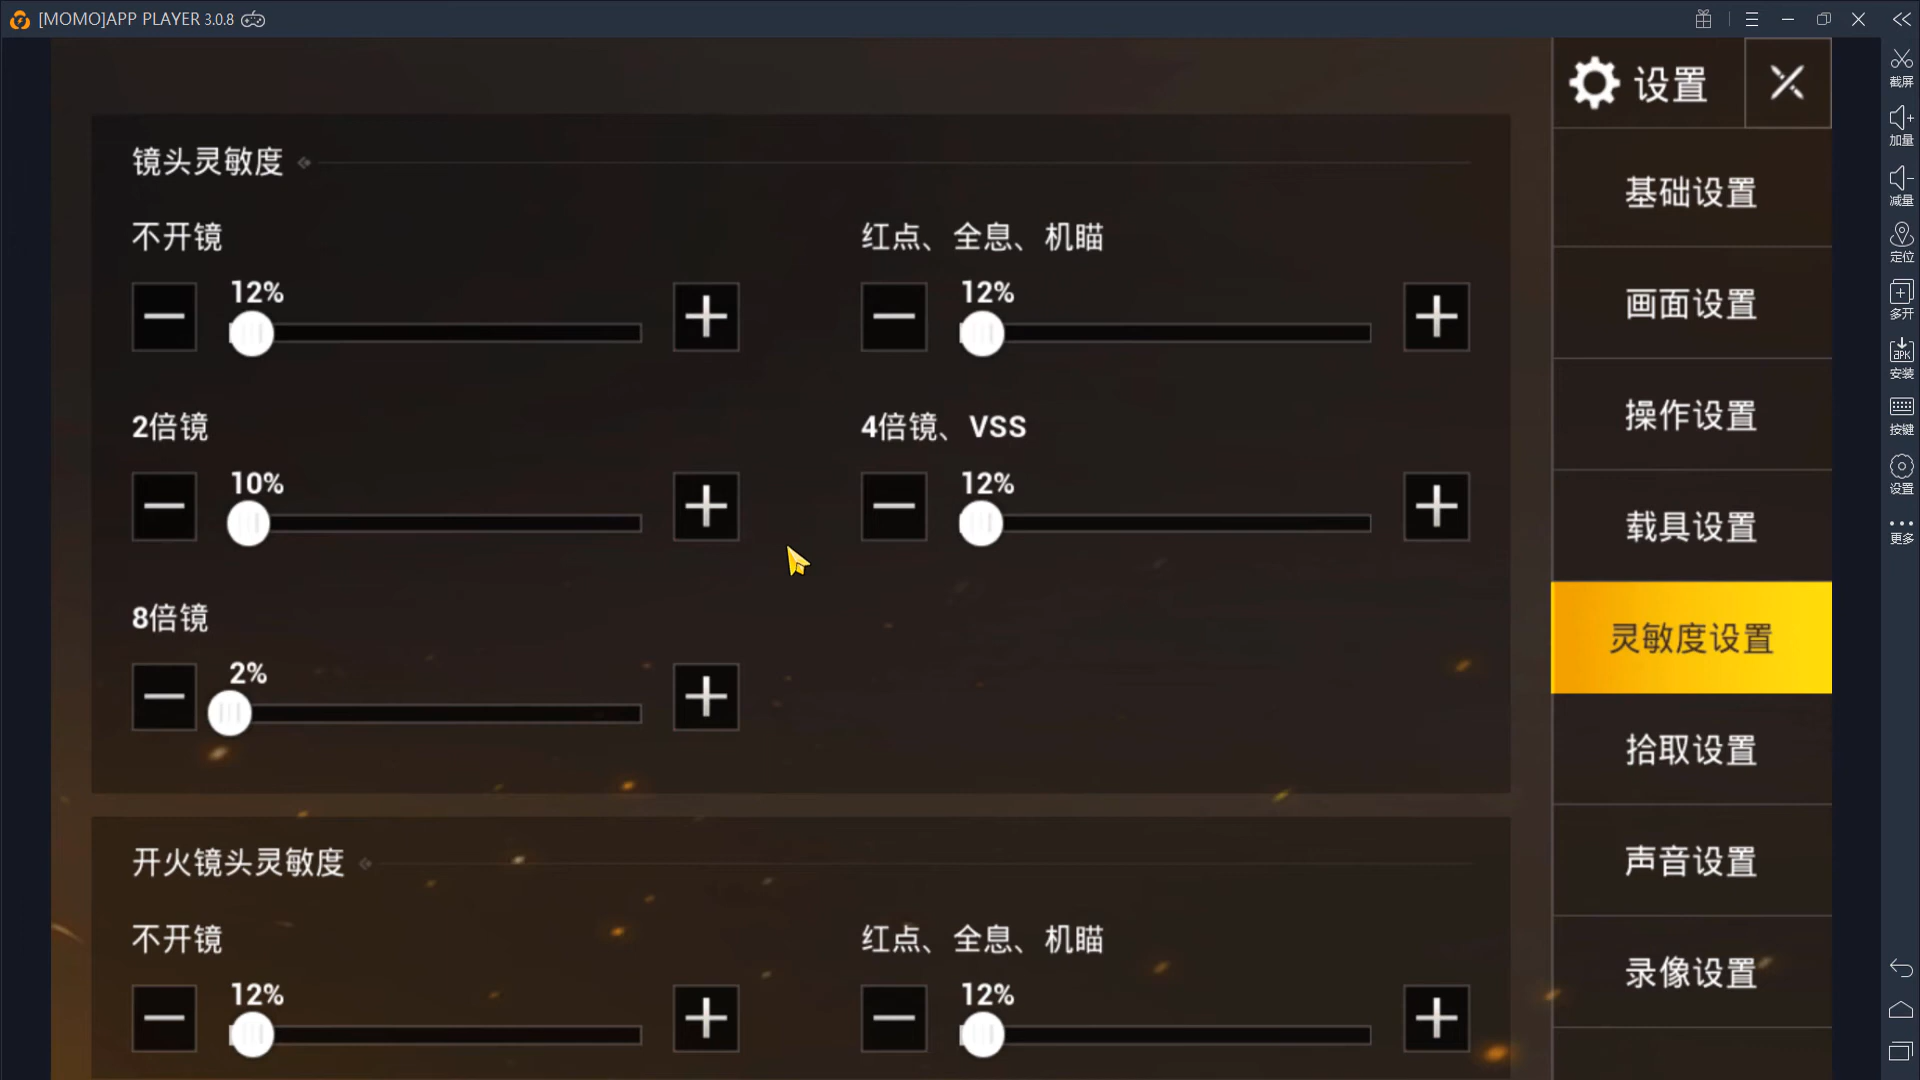 [MOMO]APP PLAYER 3.0.8
镜头灵敏度
不开镜
红点、全息、机瞄
12%
12%
2倍镜
4倍镜、VSS
10%
12%
8倍镜
2%
开火镜头灵敏度
不开镜
红点、全息、机瞄
12%
12%
设置
基础设置
画面设置
操作设置
载具设置
灵敏度设置
拾取设置
声音设置
录像设置
截屏
加量
减量
定位
多开
APK
安装
按键
设置
更多